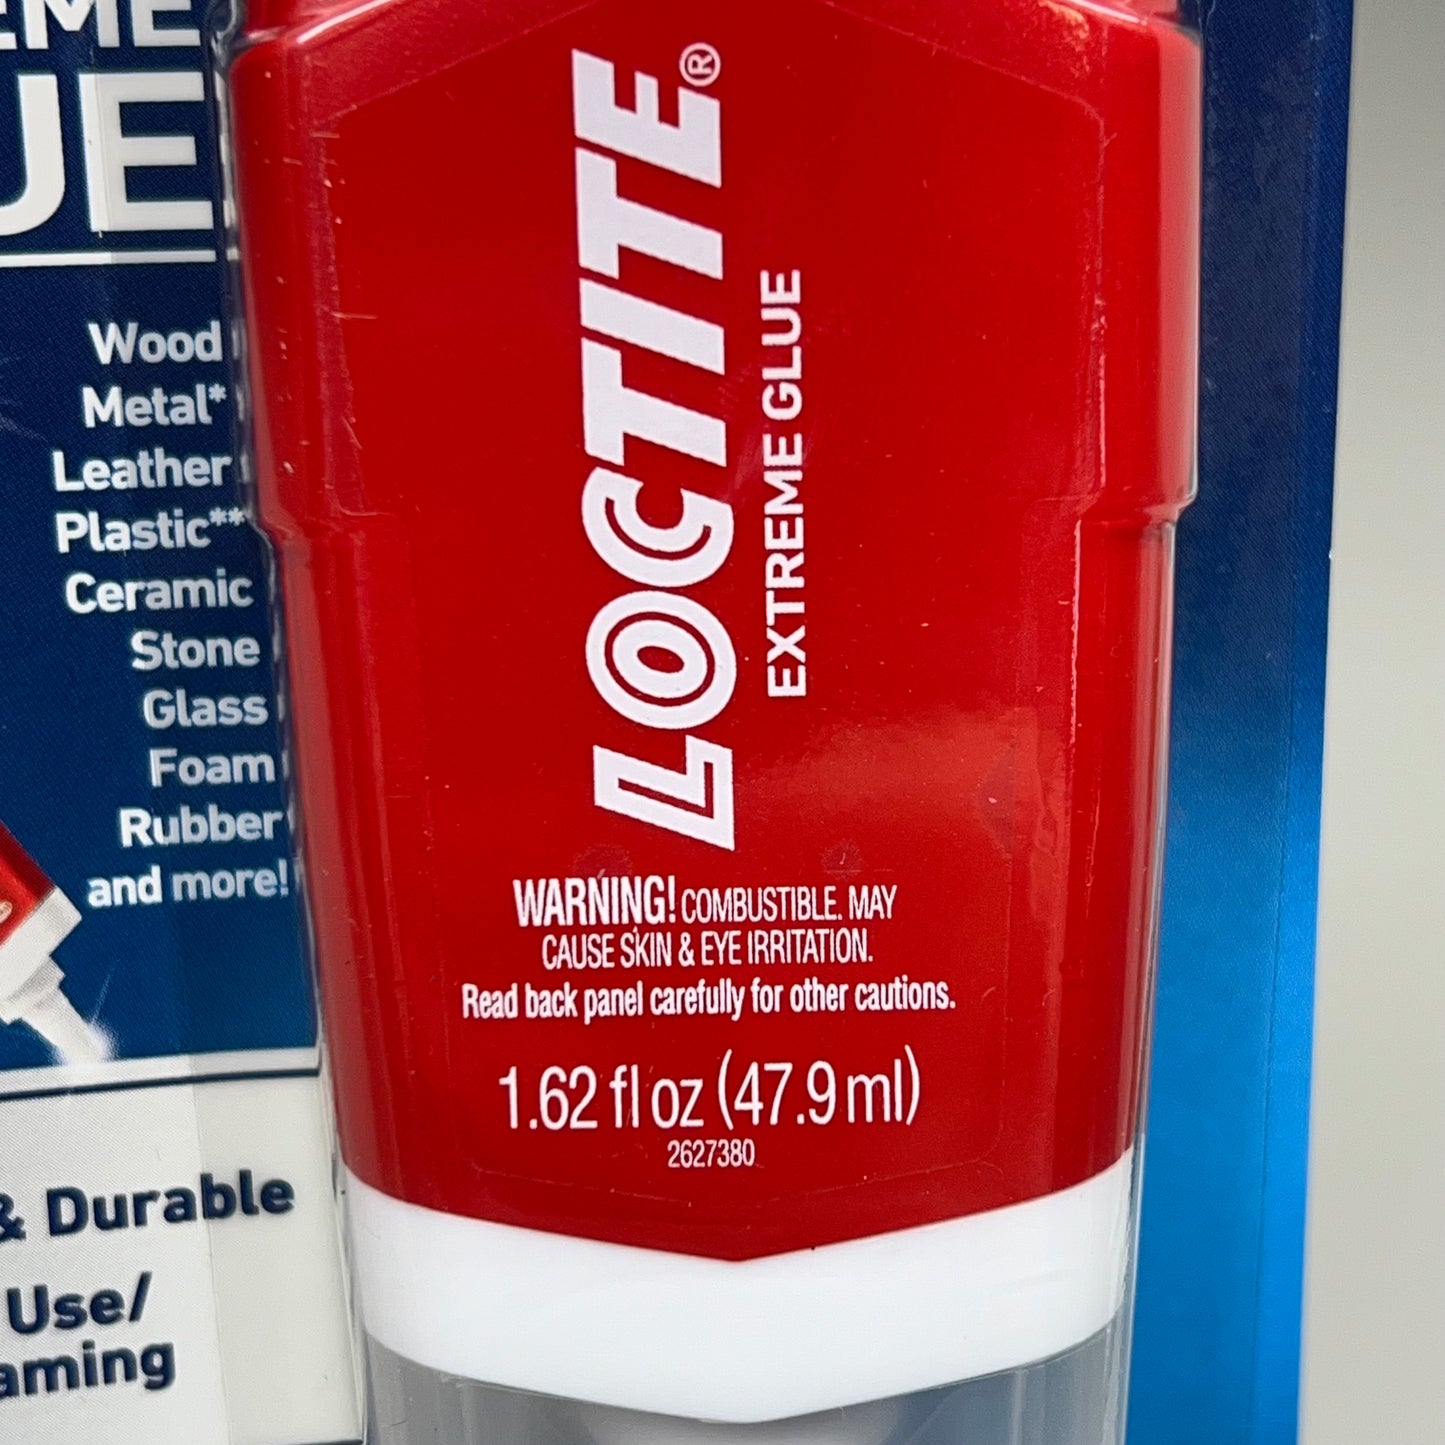 LOCTITE®
EXTREME GLUE
WARNING! COMBUSTIBLE. MAY
CAUSE SKIN & EYE IRRITATION.
Read back panel carefully for other cautions.
1.62 fl oz (47.9 ml)
2627380
EME
UE
Wood
Metal*
Leather
Plastic**
Ceramic
Stone
Glass
Foam
Rubber
and more!
& Durable
Use/
aming